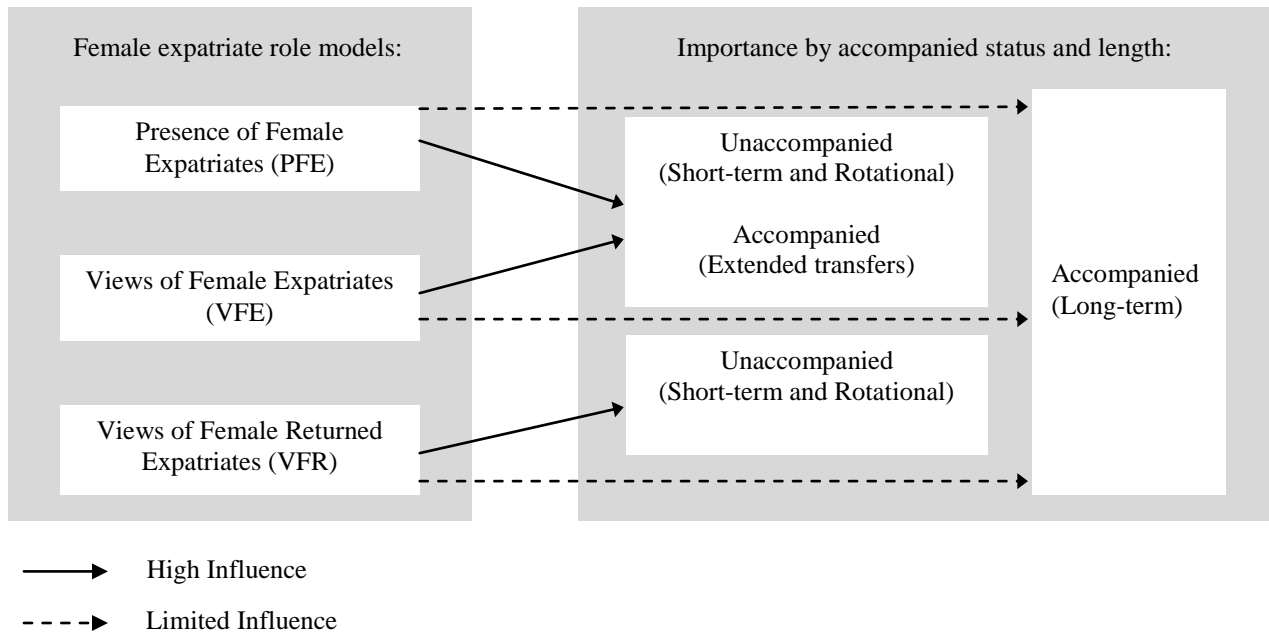 Female expatriate role models:
Presence of Female
Expatriates (PFE)
Views of Female Expatriates
(VFE)
Views of Female Returned
Expatriates (VFR)
Importance by accompanied status and length:
Unaccompanied
(Short-term and Rotational)
Accompanied
(Extended transfers)
Unaccompanied
(Short-term and Rotational)
Accompanied
(Long-term)
High Influence
Limited Influence